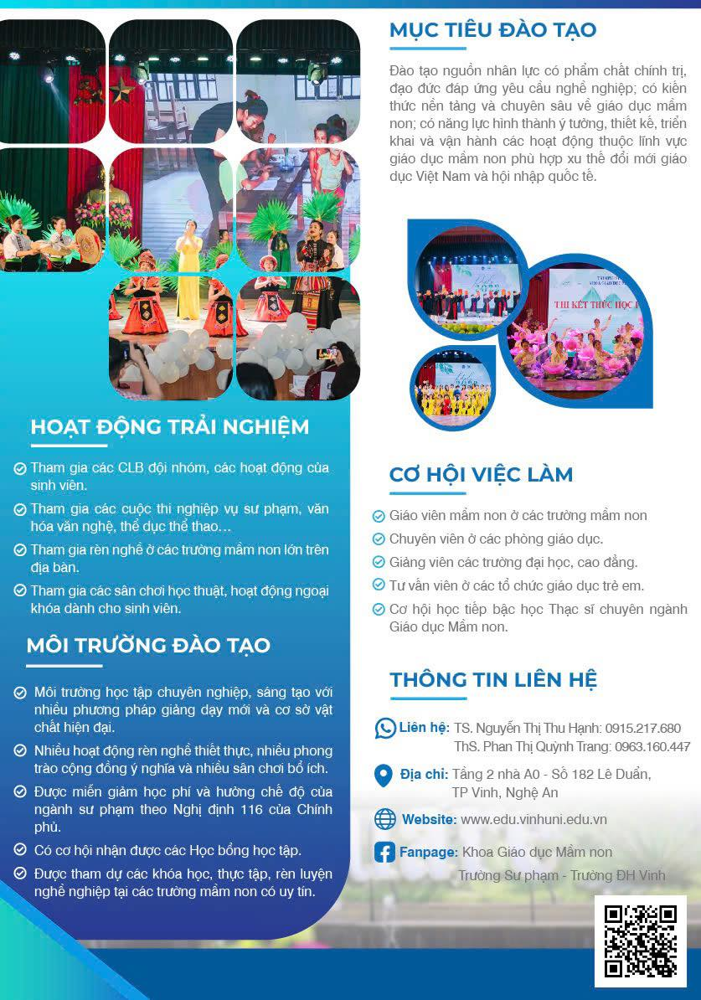 MỤC TIÊU ĐÀO TẠO
Đào tạo nguồn nhân lực có phẩm chất chính trị,
đạo đức đáp ứng yêu cầu nghề nghiệp; có kiến
thức nền tảng và chuyên sâu về giáo dục mầm
non; có năng lực hình thành ý tưởng, thiết kế, triển
khai và vận hành các hoạt động thuộc lĩnh vực
giáo dục mầm non phù hợp xu thế đổi mới giáo
dục Việt Nam và hội nhập quốc tế.
THI KẾT THÚC HỌC
HOẠT ĐỘNG TRẢI NGHIỆM
Tham gia các CLB đội nhóm, các hoạt động của
sinh viên.
Tham gia các cuộc thi nghiệp vụ sư phạm, văn
hóa văn nghệ, thể dục thể thao…
Tham gia rèn nghề ở các trường mầm non lớn trên
địa bàn.
Tham gia các sân chơi học thuật, hoạt động ngoại
khóa dành cho sinh viên.
MÔI TRƯỜNG ĐÀO TẠO
Môi trường học tập chuyên nghiệp, sáng tạo với
nhiều phương pháp giảng dạy mới và cơ sở vật
chất hiện đại.
Nhiều hoạt động rèn nghề thiết thực, nhiều phong
trào cộng đồng ý nghĩa và nhiều sân chơi bổ ích.
Được miễn giảm học phí và hưởng chế độ của
ngành sư phạm theo Nghị định 116 của Chính
phủ.
Có cơ hội nhận được các Học bổng học tập.
Được tham dự các khóa học, thực tập, rèn luyện
nghề nghiệp tại các trường mầm non có uy tín.
CƠ HỘI VIỆC LÀM
Giáo viên mầm non ở các trường mầm non
Chuyên viên ở các phòng giáo dục.
Giảng viên các trường đại học, cao đẳng.
Tư vấn viên ở các tổ chức giáo dục trẻ em.
Cơ hội học tiếp bậc học Thạc sĩ chuyên ngành
Giáo dục Mầm non.
THÔNG TIN LIÊN HỆ
Liên hệ: TS. Nguyễn Thị Thu Hạnh: 0915.217.680
ThS. Phan Thị Quỳnh Trang: 0963.160.447
Địa chỉ: Tầng 2 nhà A0 - Số 182 Lê Duẩn,
TP Vinh, Nghệ An
Website: www.edu.vinhuni.edu.vn
Fanpage: Khoa Giáo dục Mầm non
Trường Sư phạm - Trường ĐH Vinh